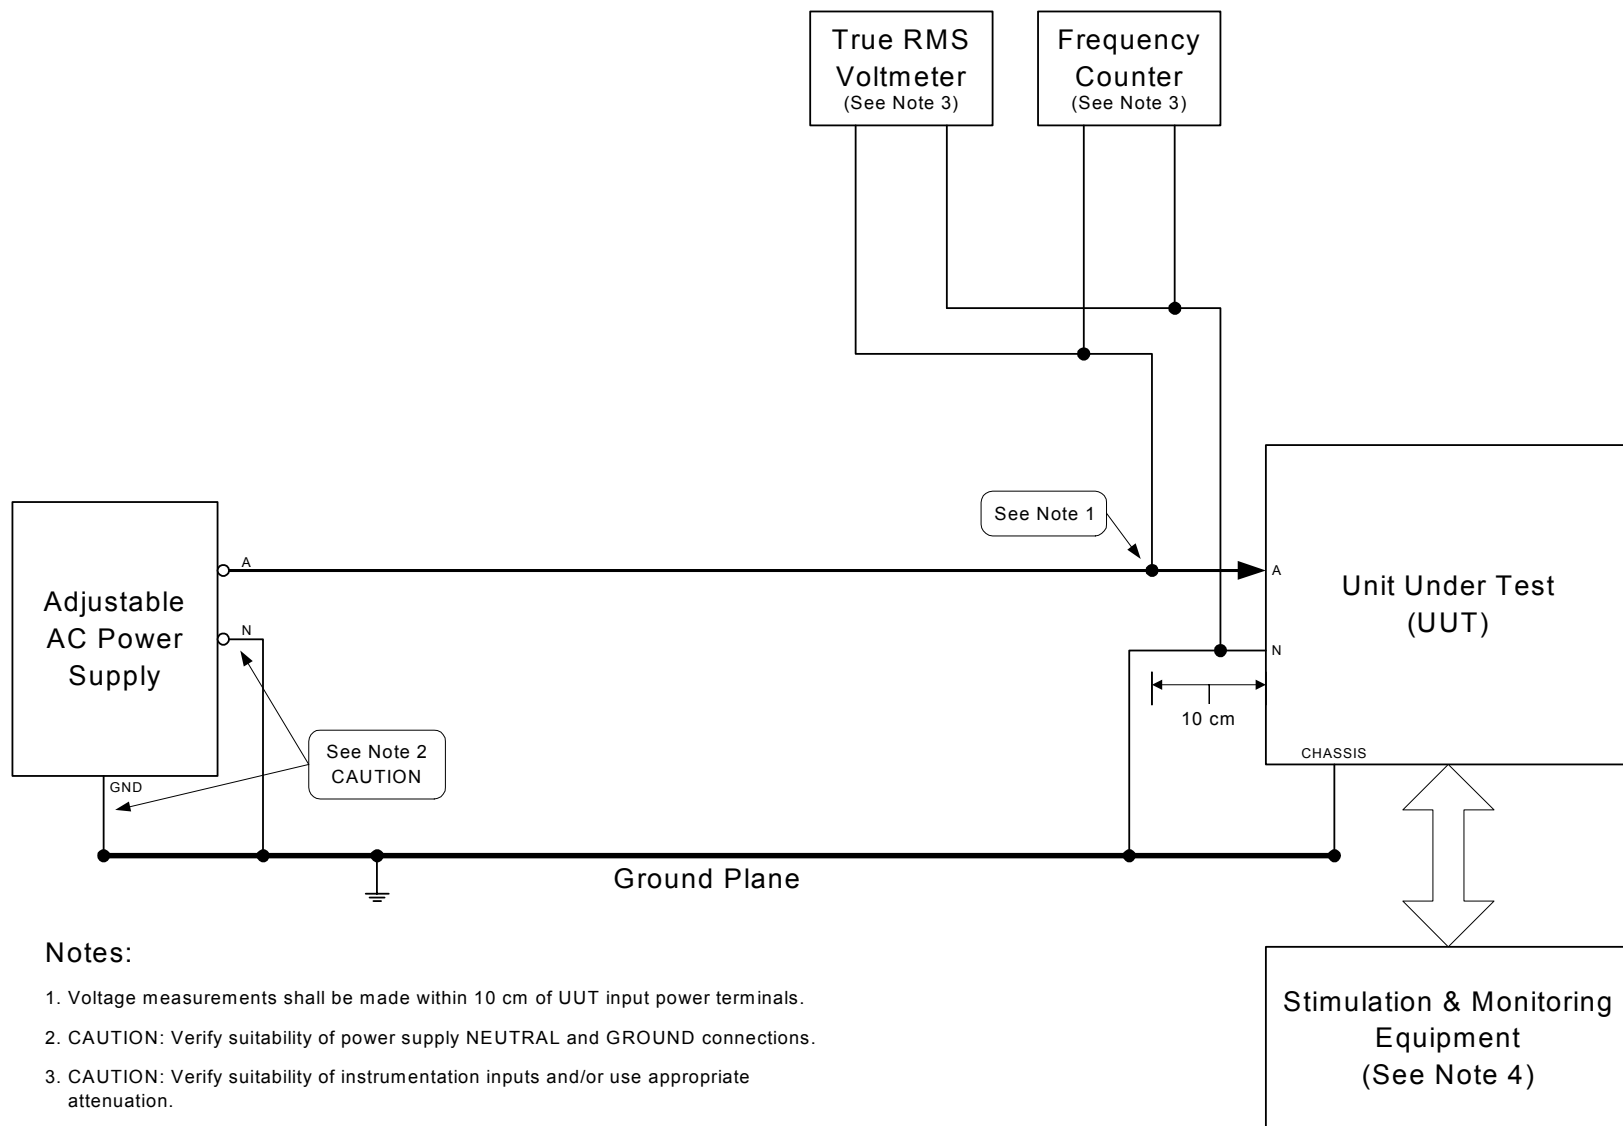 True RMS
Voltmeter
(See Note 3)
Frequency
Counter
(See Note 3)
See Note 1
Adjustable
AC Power
Supply
A
N
GND
See Note 2
CAUTION
A
N
Unit Under Test
(UUT)
10 cm
CHASSIS
Ground Plane
Notes:
1. Voltage measurements shall be made within 10 cm of UUT input power terminals.
2. CAUTION: Verify suitability of power supply NEUTRAL and GROUND connections.
3. CAUTION: Verify suitability of instrumentation inputs and/or use appropriate
attenuation.
Stimulation & Monitoring
Equipment
(See Note 4)